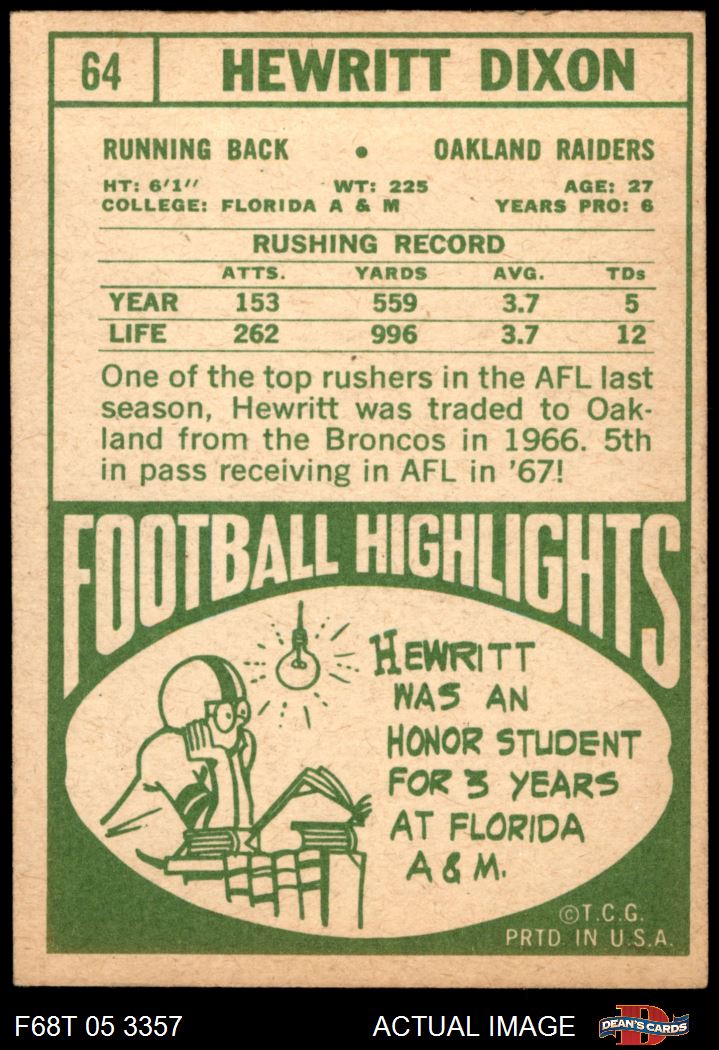 64 HEWRITT DIXON
RUNNING BACK • OAKLAND RAIDERS
HT: 6'1" WT: 225 AGE: 27
COLLEGE: FLORIDA A & M YEARS PRO: 6
RUSHING RECORD
ATTS. YARDS AVG. TDs
YEAR 153 559 3.7 5
LIFE 262 996 3.7 12
One of the top rushers in the AFL last
season, Hewritt was traded to Oak-
land from the Broncos in 1966. 5th
in pass receiving in AFL in '67!
FOOTBALL HIGHLIGHTS
HEWRITT
WAS AN
HONOR STUDENT
FOR 3 YEARS
AT FLORIDA
A & M.
©T.C.G.
PRTD. IN U.S.A.
F68T 05 3357 ACTUAL IMAGE D DEAN'S CARDS